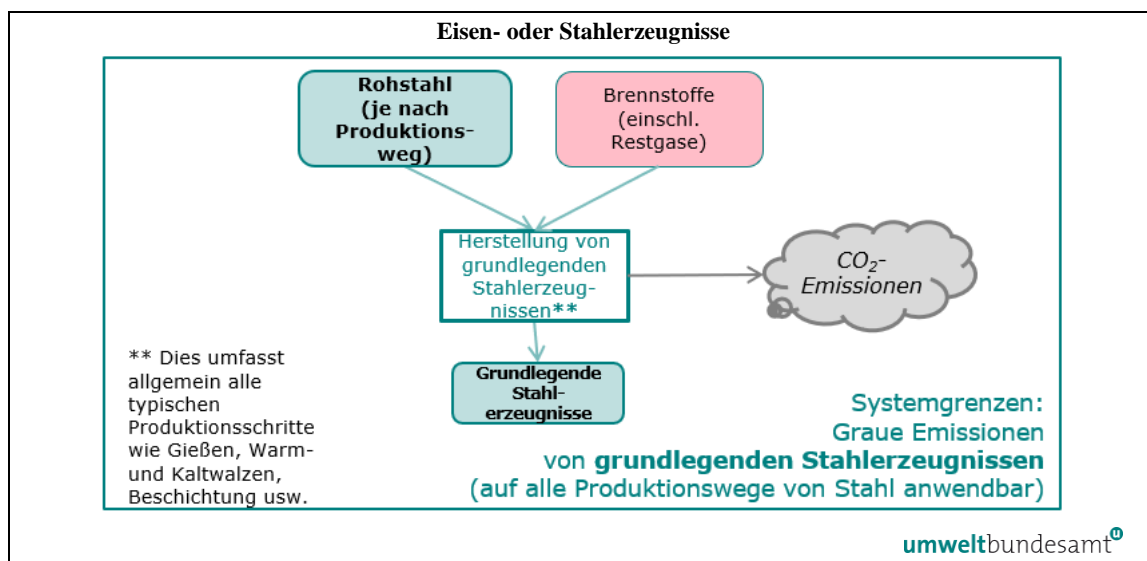 Eisen- oder Stahlerzeugnisse
Rohstahl
(je nach
Produktions-
weg)
Brennstoffe
(einschl.
Restgase)
Herstellung von
grundlegenden
Stahlerzeug-
nissen**
CO₂-
Emissionen
Grundlegende
Stahl-
erzeugnisse
** Dies umfasst
allgemein alle
typischen
Produktionsschritte
wie Gießen, Warm-
und Kaltwalzen,
Beschichtung usw.
Systemgrenzen:
Graue Emissionen
von grundlegenden Stahlerzeugnissen
(auf alle Produktionswege von Stahl anwendbar)
umweltbundesamt